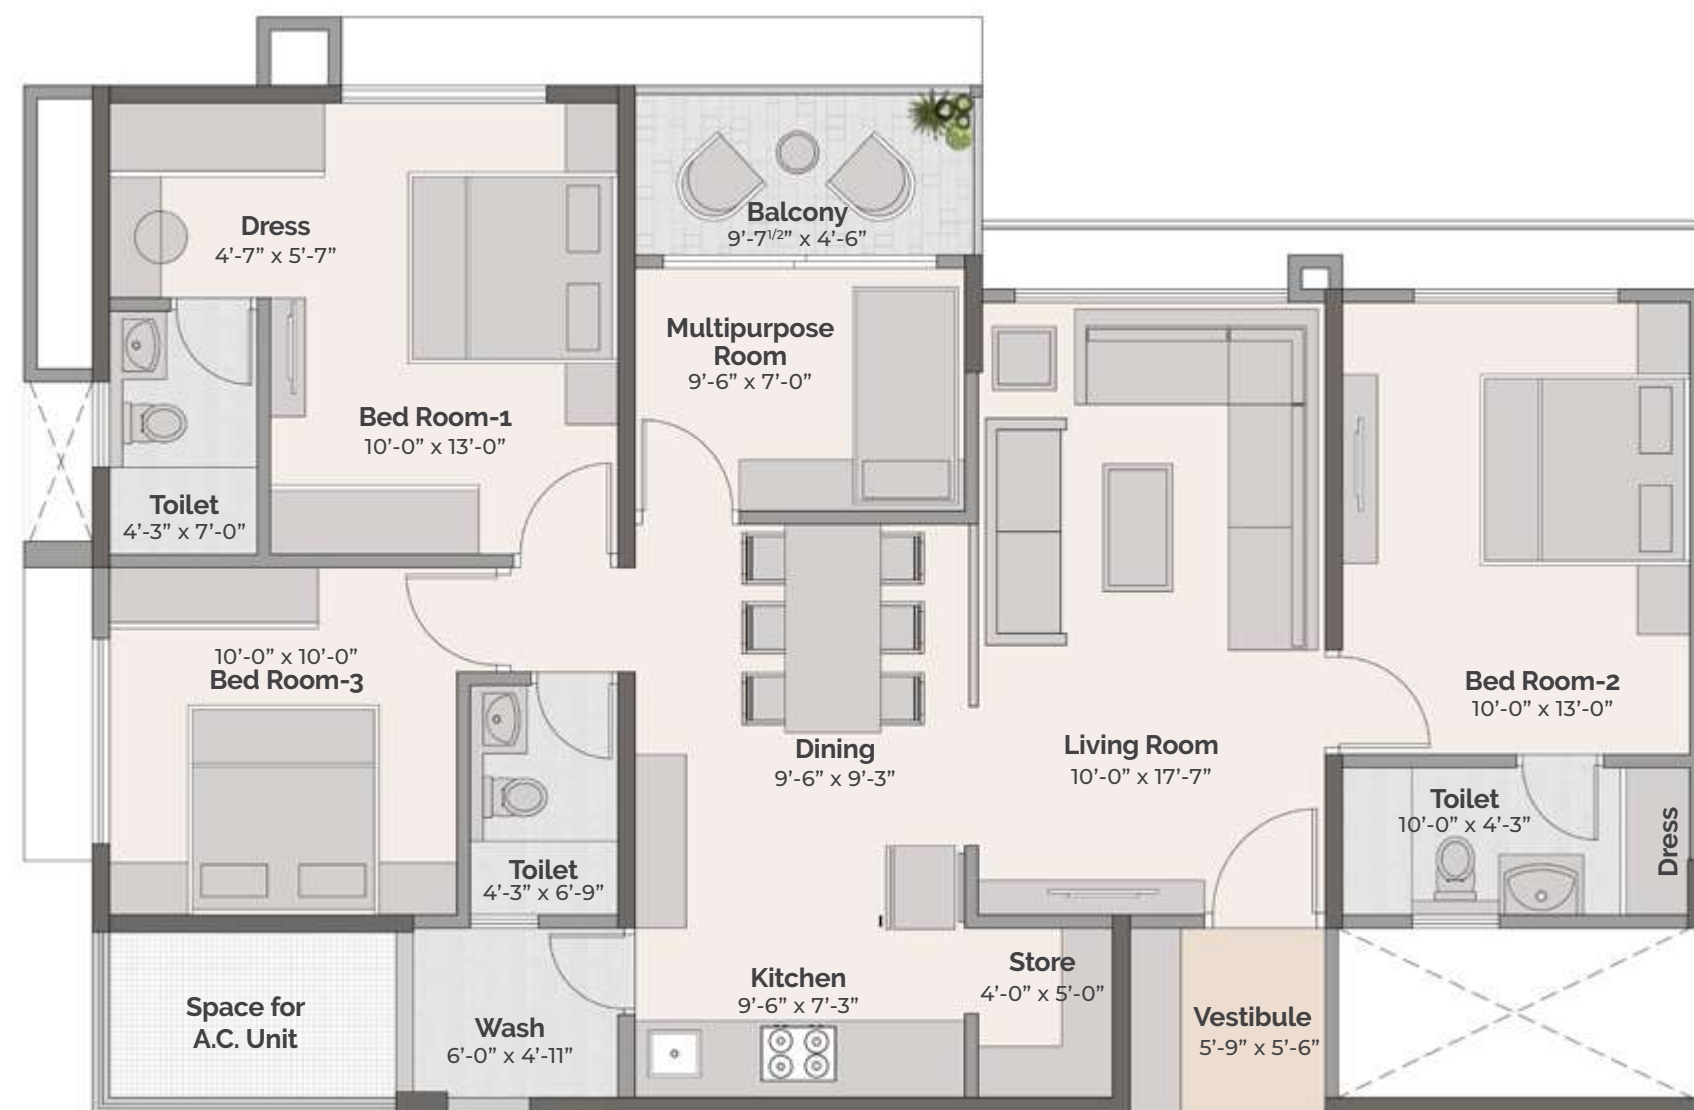 Dress
4'-7" x 5'-7"
Balcony
9'-7 1/2" x 4'-6"
Multipurpose
Room
9'-6" x 7'-0"
Bed Room-1
10'-0" x 13'-0"
Toilet
4'-3" x 7'-0"
10'-0" x 10'-0"
Bed Room-3
Bed Room-2
10'-0" x 13'-0"
Dining
9'-6" x 9'-3"
Living Room
10'-0" x 17'-7"
Toilet
10'-0" x 4'-3"
Dress
Toilet
4'-3" x 6'-9"
Space for
A.C. Unit
Wash
6'-0" x 4'-11"
Kitchen
9'-6" x 7'-3"
Store
4'-0" x 5'-0"
Vestibule
5'-9" x 5'-6"